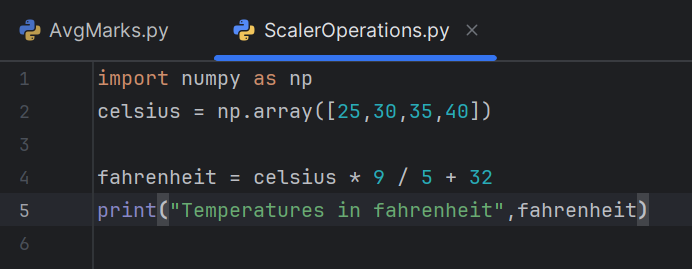 AvgMarks.py ScalerOperations.py
1 import numpy as np
2 celsius = np.array([25,30,35,40])
3
4 fahrenheit = celsius * 9 / 5 + 32
5 print("Temperatures in fahrenheit",fahrenheit)
6